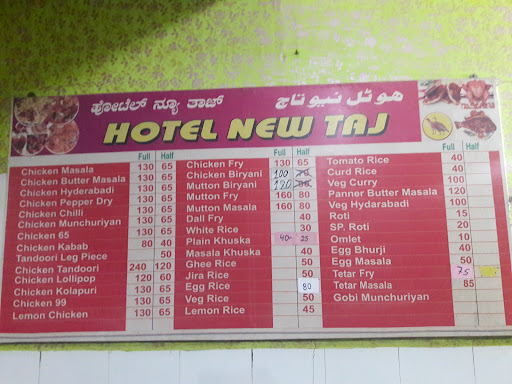 ಹೋಟೆಲ್ ನ್ಯೂ ತಾಜ್ ھوٹل نیو تاج
HOTEL NEW TAJ
Full Half
Chicken Masala 130 65
Chicken Butter Masala 130 65
Chicken Hyderabadi 130 65
Chicken Pepper Dry 130 65
Chicken Chilli 130 65
Chicken Munchuriyan 130 65
Chicken 65 130 65
Chicken Kabab 80 40
Tandoori Leg Piece 50
Chicken Tandoori 240 120
Chicken Lollipop 120 60
Chicken Kolapuri 130 65
Chicken 99 130 65
Lemon Chicken 130 65
Full Half
Chicken Fry 130 65
Chicken Biryani 100
Mutton Biryani 120
Mutton Fry 160 80
Mutton Masala 160 80
Dall Fry 40
White Rice 30
Plain Khuska 40- 25
Masala Khuska 40
Ghee Rice 50
Jira Rice 50
Egg Rice 80
Veg Rice 50
Lemon Rice 45
Full Half
Tomato Rice 40
Curd Rice 40
Veg Curry 100
Panner Butter Masala 120
Veg Hydarabadi 100
Roti 15
SP. Roti 20
Omlet 10
Egg Bhurji 40
Egg Masala 50
Tetar Fry 75
Tetar Masala 85
Gobi Munchuriyan